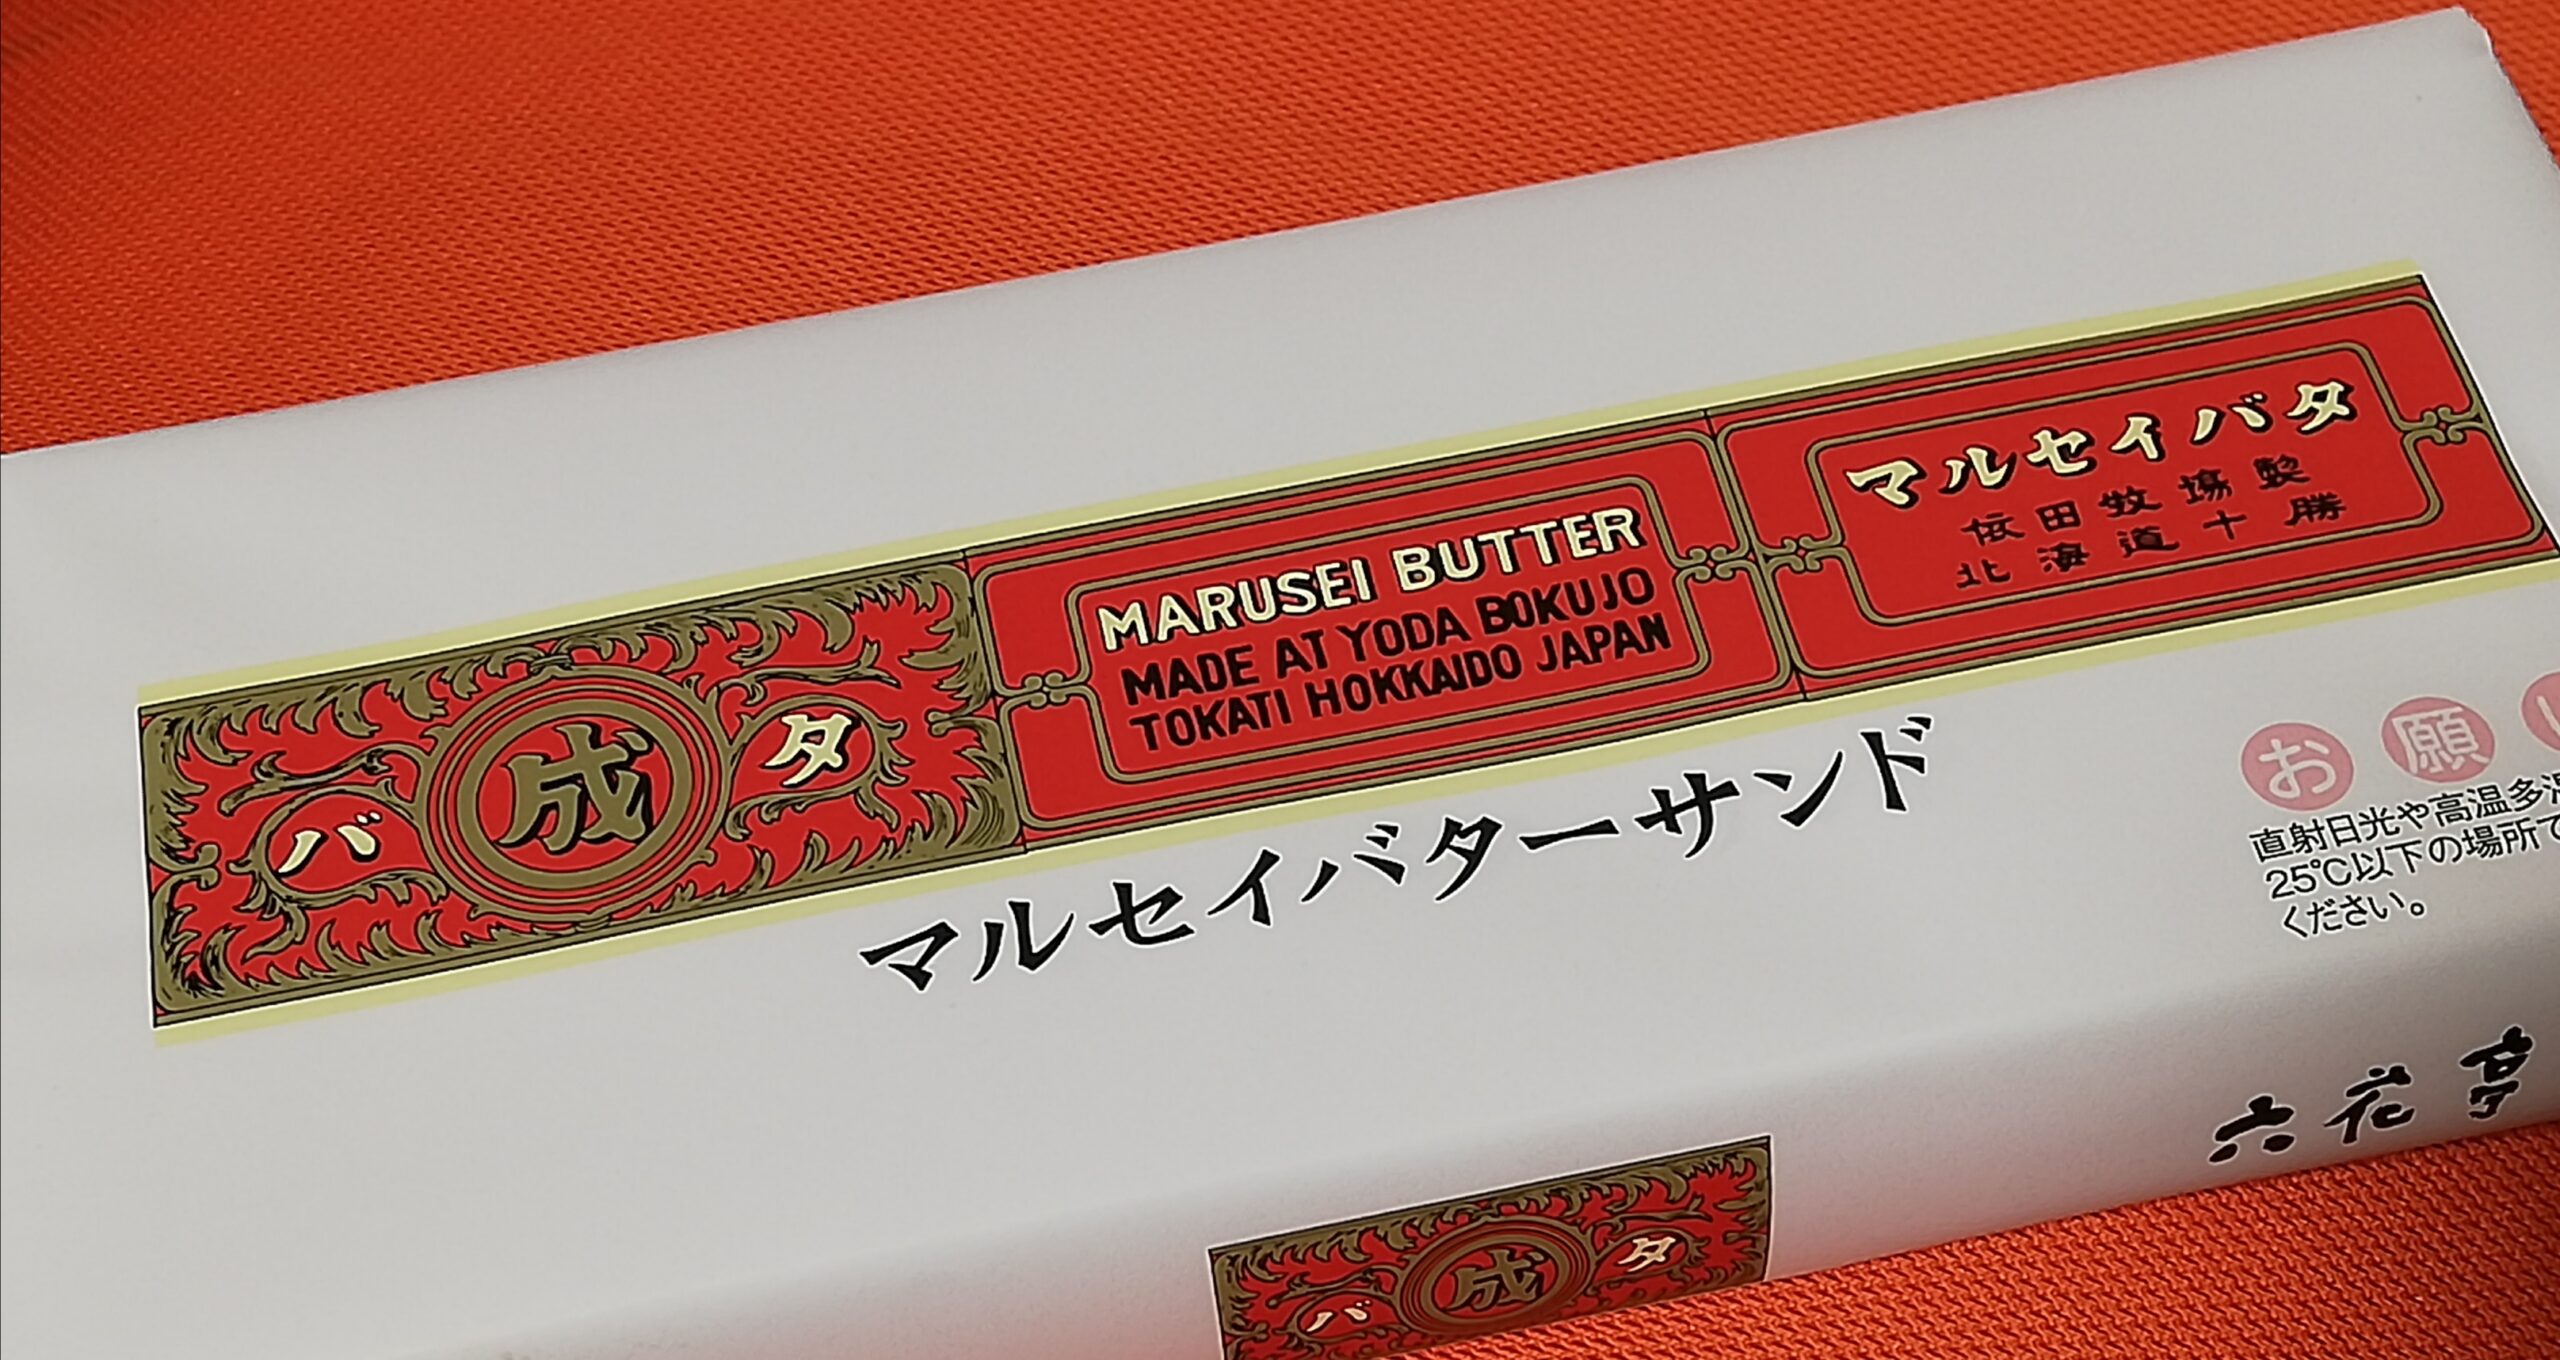 バ成タ
MARUSEI BUTTER
MADE AT YODA BOKUJO
TOKATI HOKKAIDO JAPAN
マルセイバタ
依田牧場製
北海道十勝
マルセイバターサンド
お願
直射日光や高温多
25℃以下の場所で
ください。
六花亭
バ成タ